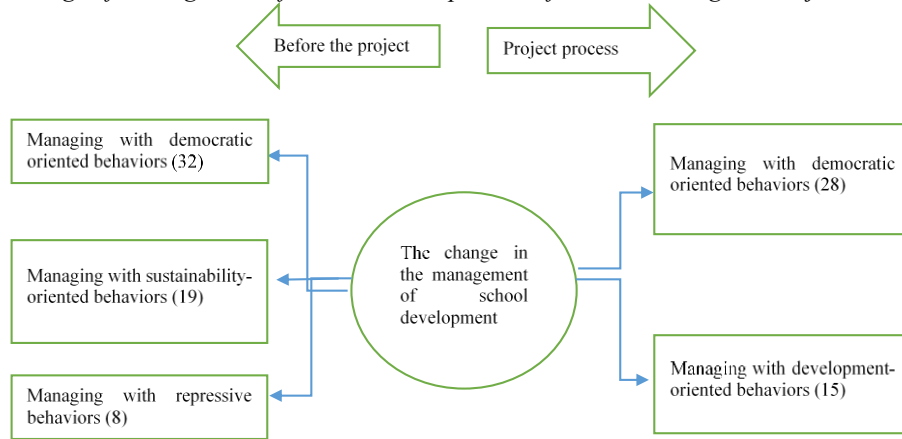 Before the project
Project process
Managing with democratic
oriented behaviors (32)
Managing with sustainability-
oriented behaviors (19)
Managing with repressive
behaviors (8)
The change in
the management
of school
development
Managing with democratic
oriented behaviors (28)
Managing with development-
oriented behaviors (15)